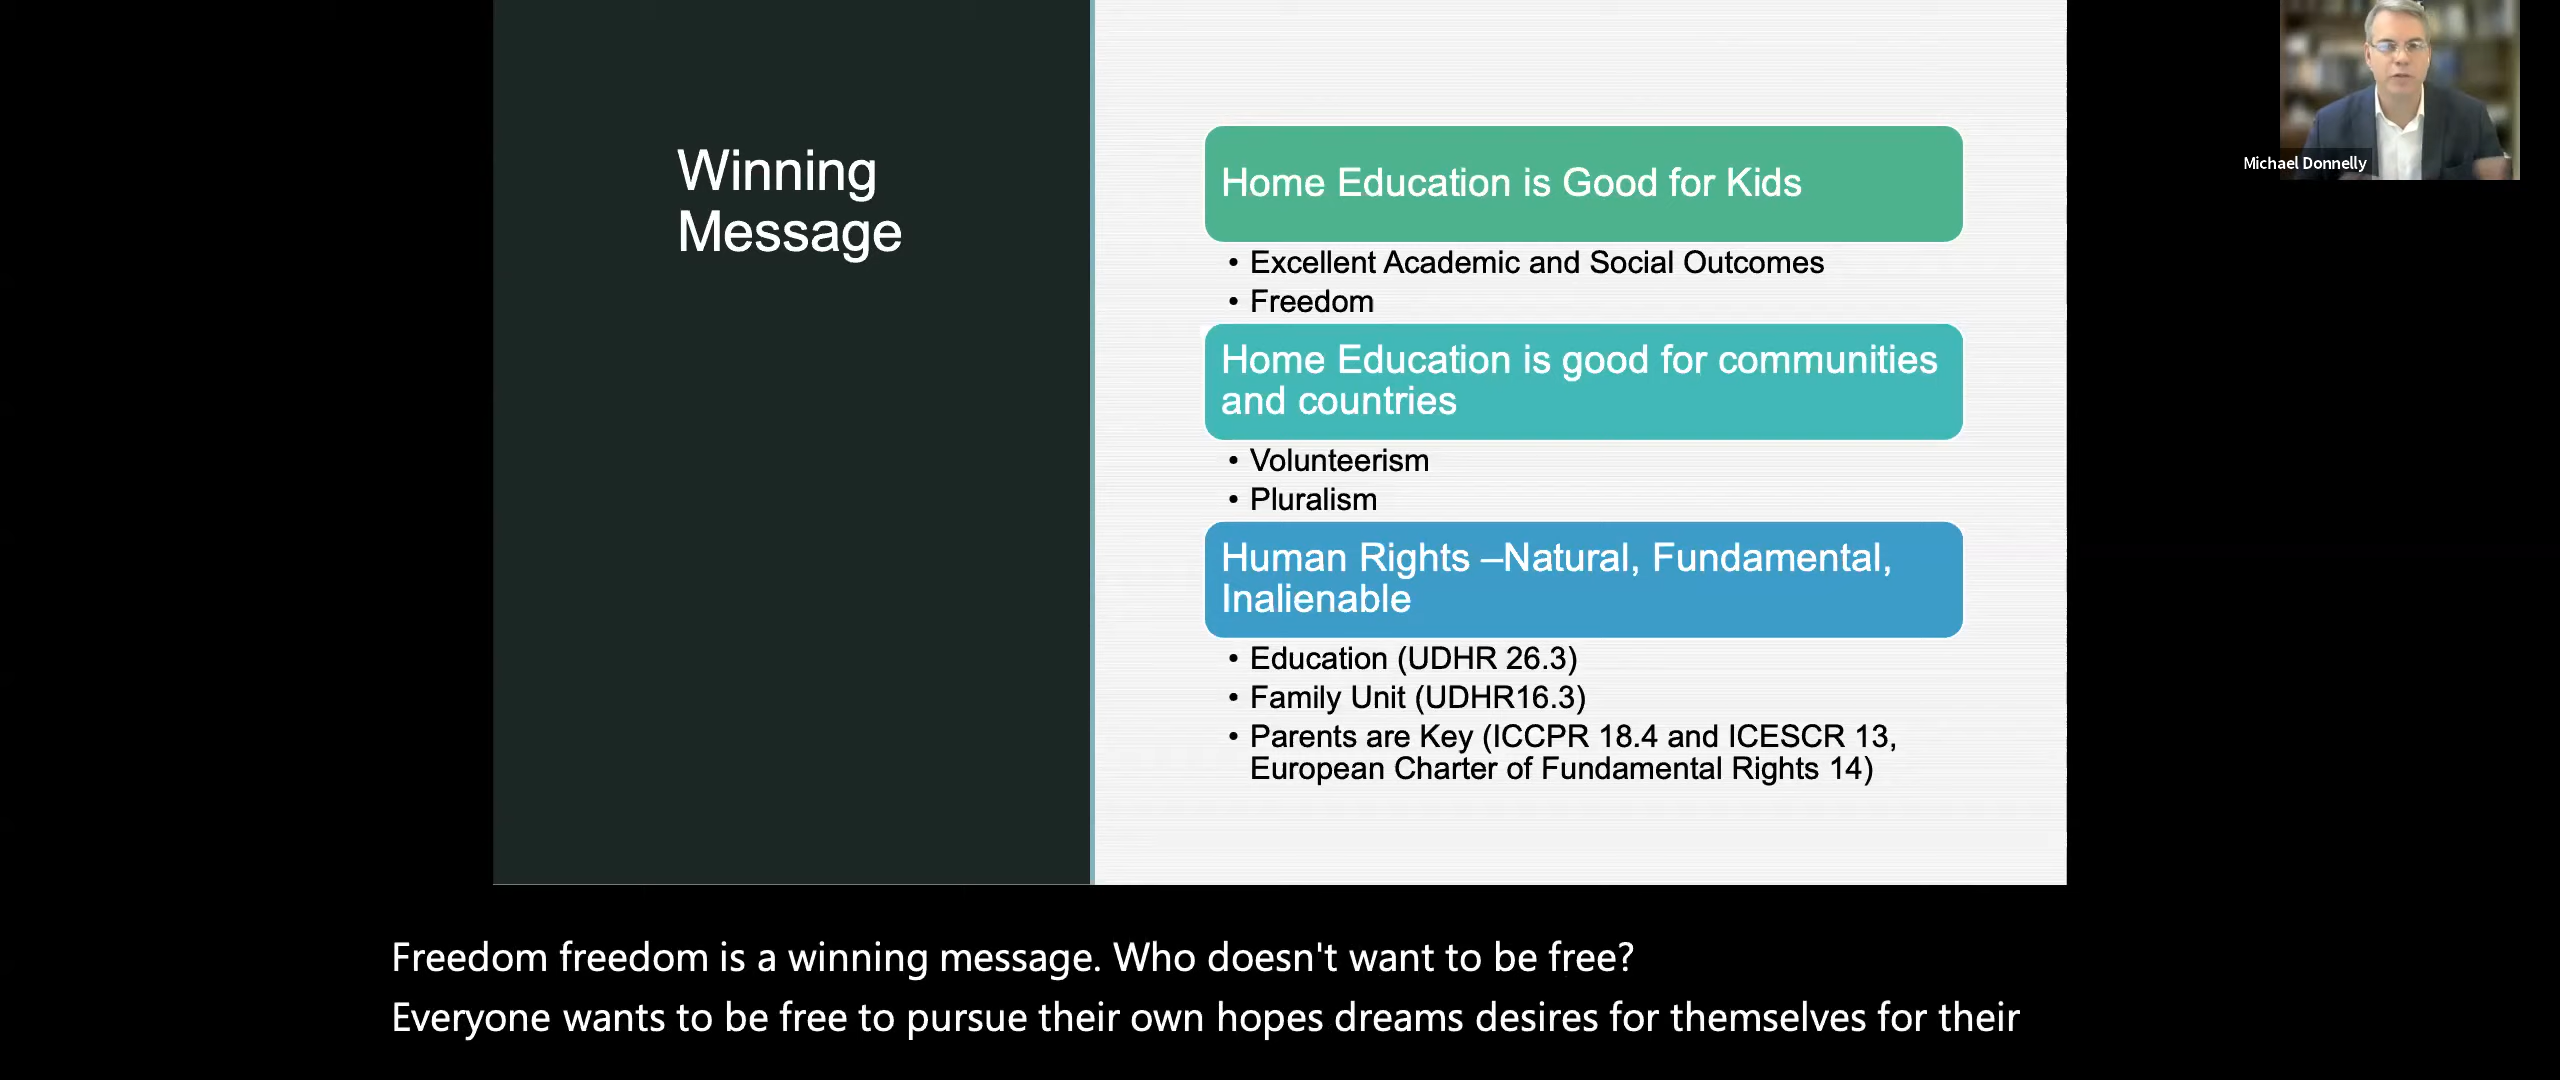 Winning
Message
Home Education is Good for Kids
• Excellent Academic and Social Outcomes
• Freedom
Home Education is good for communities
and countries
• Volunteerism
• Pluralism
Human Rights –Natural, Fundamental,
Inalienable
• Education (UDHR 26.3)
• Family Unit (UDHR16.3)
• Parents are Key (ICCPR 18.4 and ICESCR 13,
European Charter of Fundamental Rights 14)
Michael Donnelly
Freedom freedom is a winning message. Who doesn't want to be free?
Everyone wants to be free to pursue their own hopes dreams desires for themselves for their